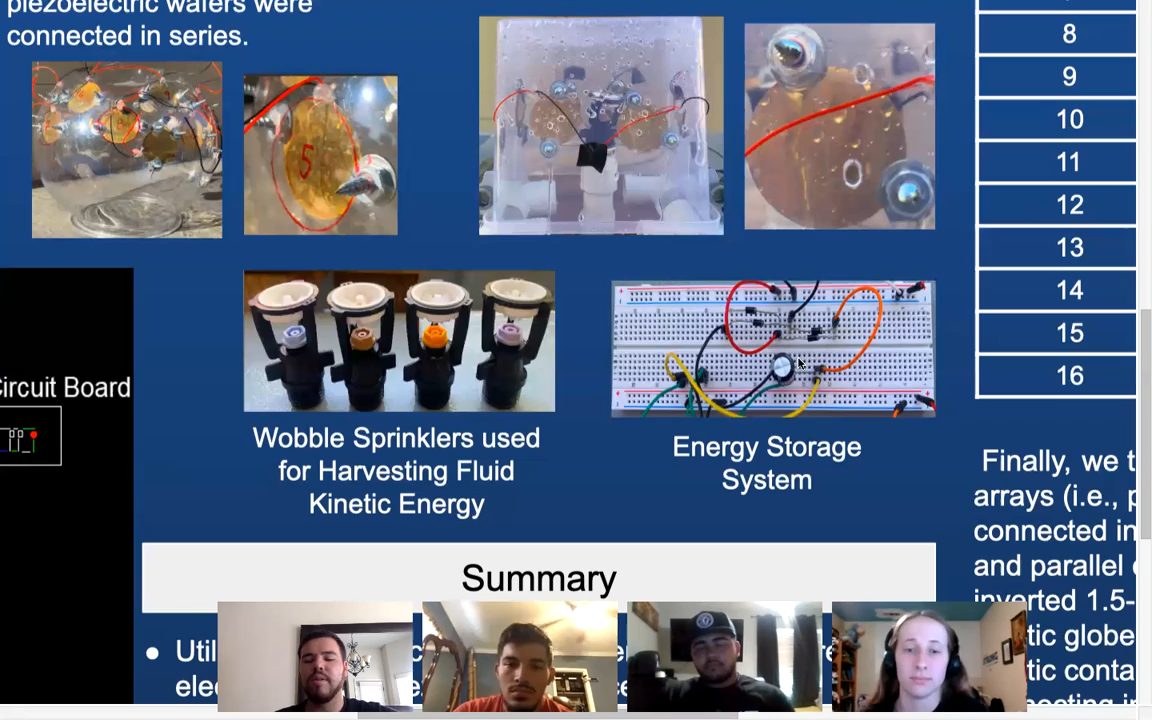 piezoelectric wafers were
connected in series.
5
8
9
10
11
12
13
14
15
16
Circuit Board
Wobble Sprinklers used
for Harvesting Fluid
Kinetic Energy
Energy Storage
System
Summary
Finally, we t
arrays (i.e., p
connected in
and parallel
inverted 1.5-
tic globe
tic conta
● Util
elec